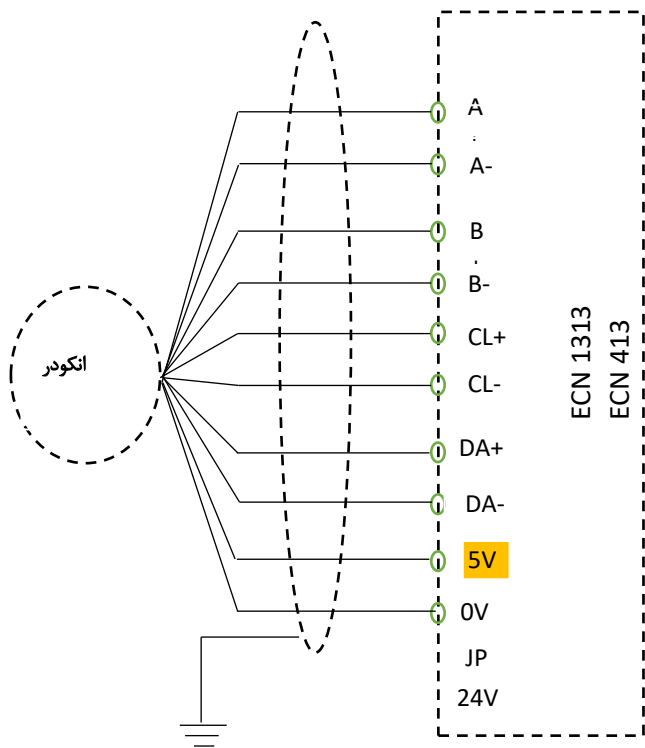 A
A-
B
B-
CL+
CL-
DA+
DA-
5V
0V
JP
24V
ECN 1313
ECN 413
انکودر